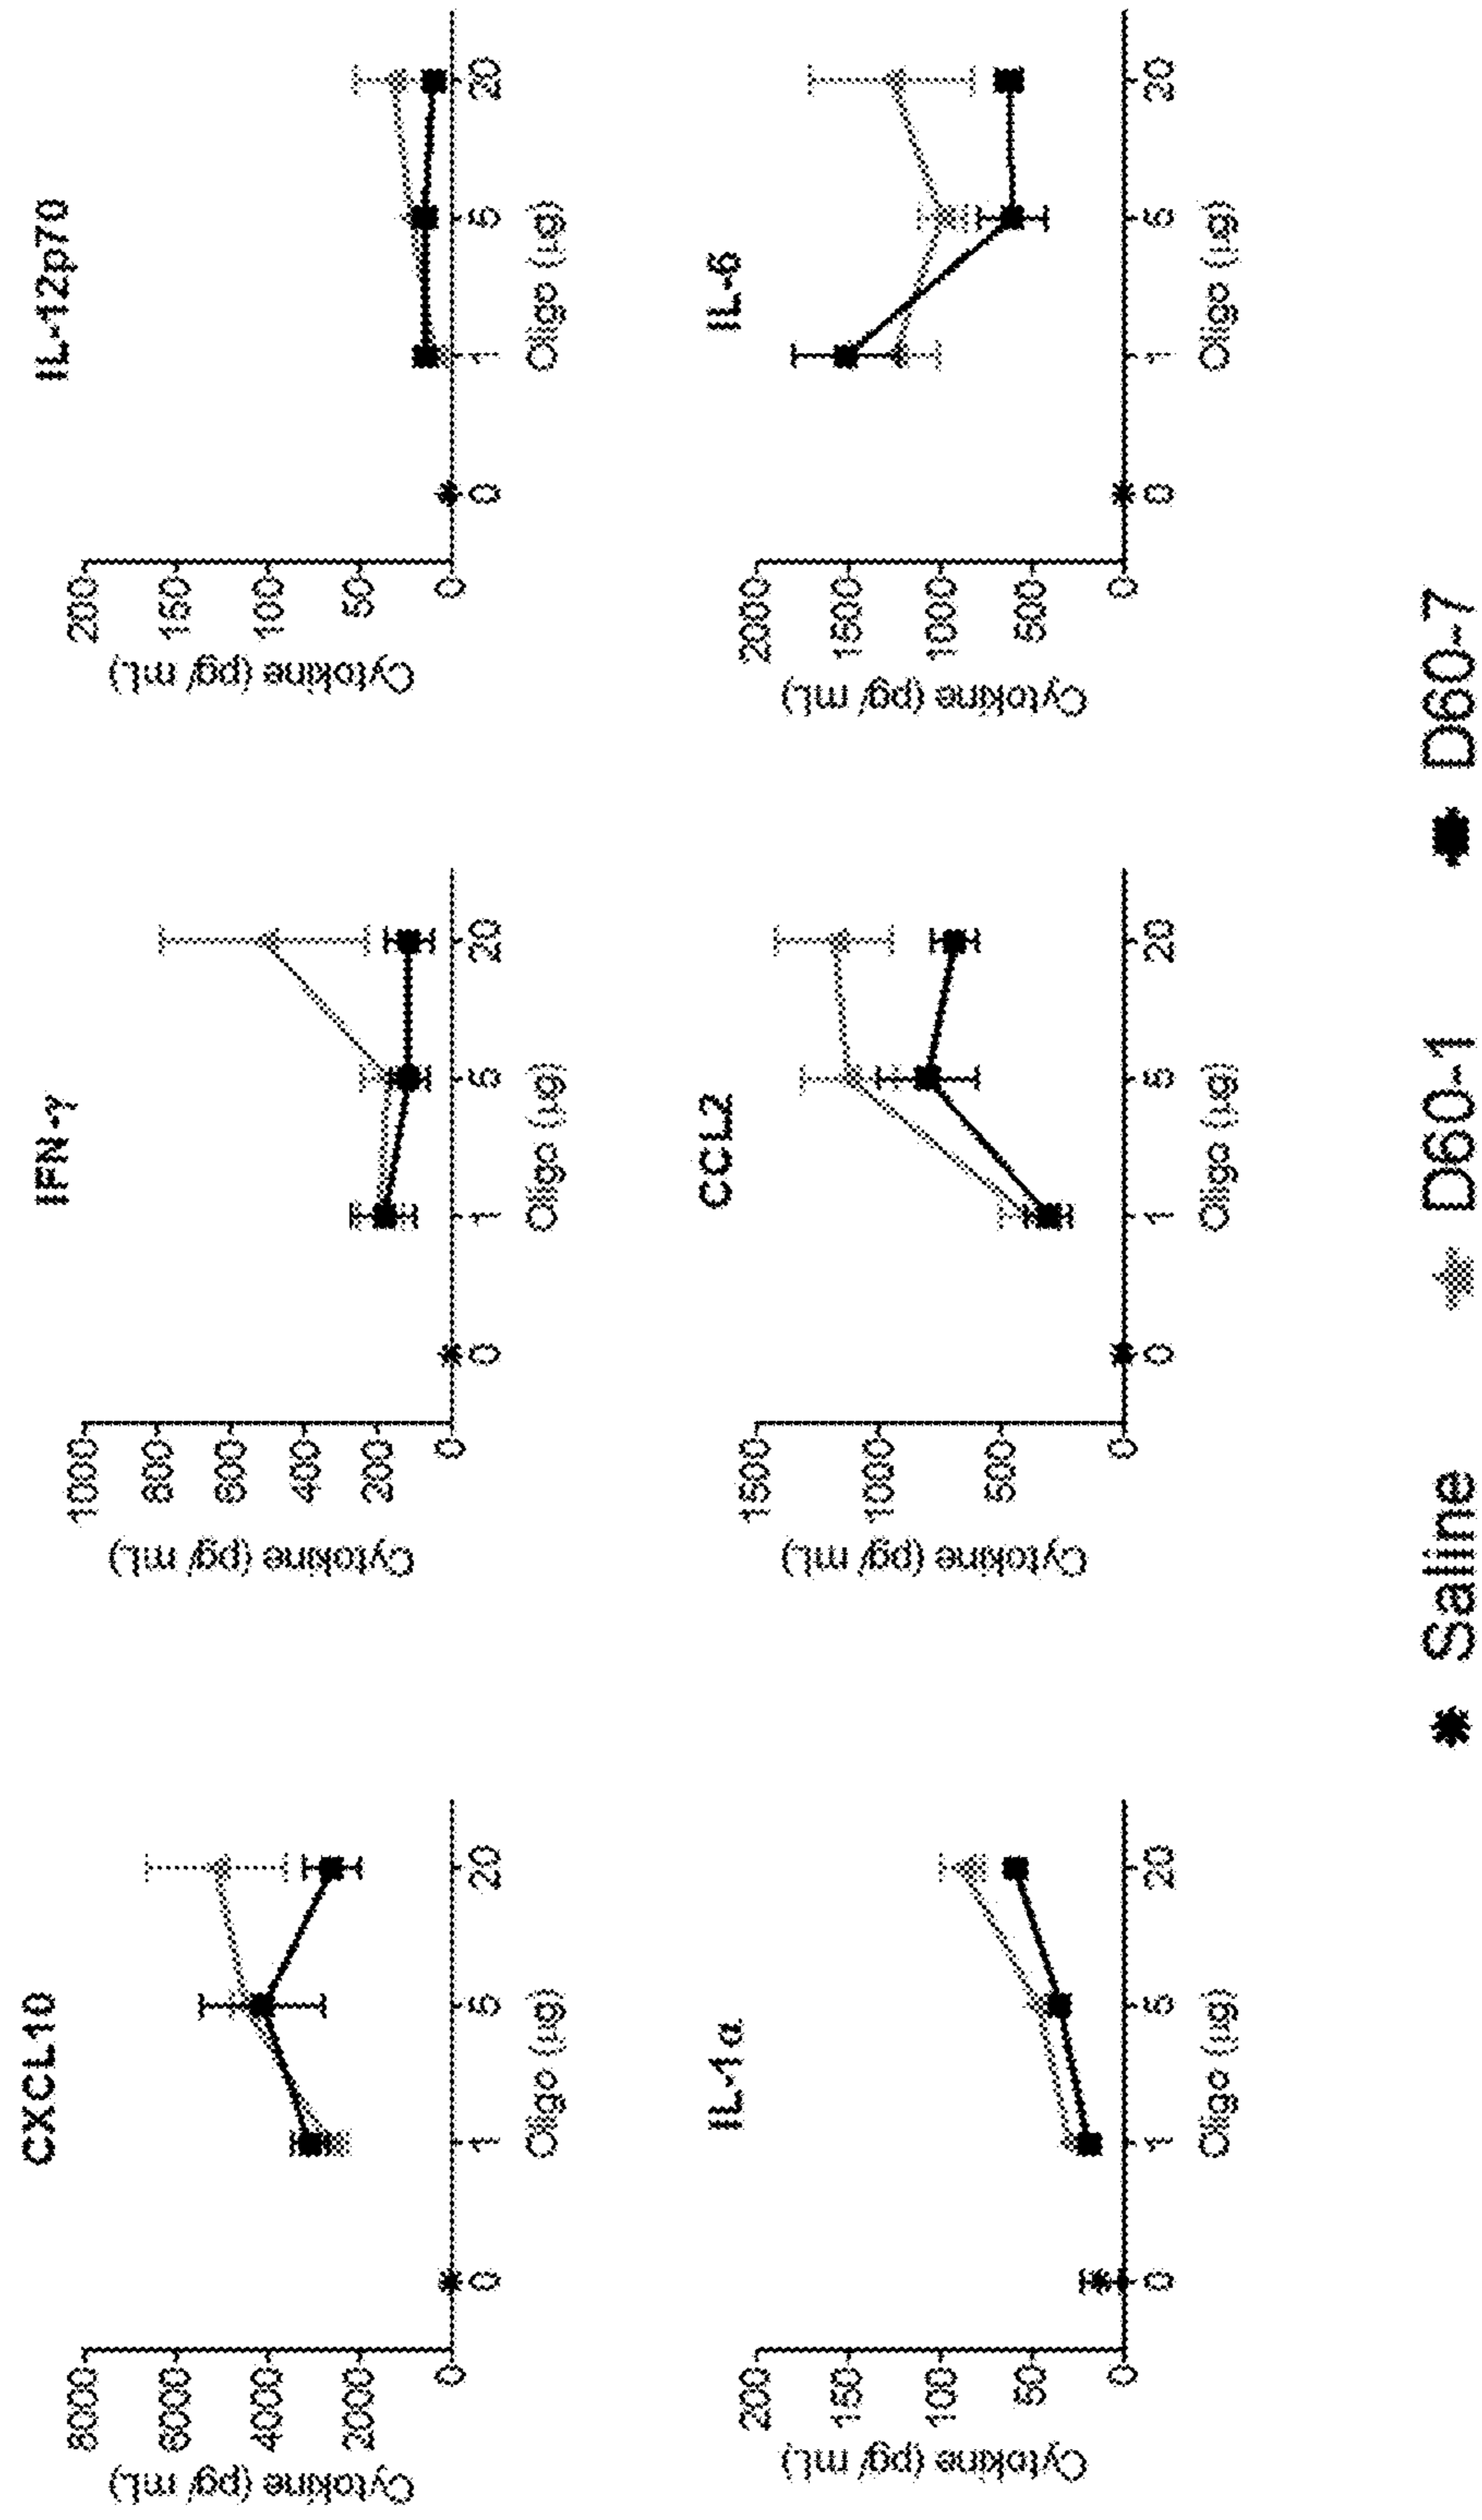 CXCL10
Cytokine (pg/ mL)
8000
6000
4000
2000
0
0
1
5
20
Oligo (µg)
IFN-γ
Cytokine (pg/ mL)
1000
800
600
400
200
0
0
1
5
20
Oligo (µg)
IL-12p70
Cytokine (pg/ mL)
200
150
100
50
0
0
1
5
20
Oligo (µg)
IL-1α
Cytokine (pg/ mL)
200
150
100
50
0
0
1
5
20
Oligo (µg)
CCL2
Cytokine (pg/ mL)
1500
1000
500
0
0
1
5
20
Oligo (µg)
IL-6
Cytokine (pg/ mL)
2000
1500
1000
500
0
0
1
5
20
Oligo (µg)
Saline
D60-1
D60-7